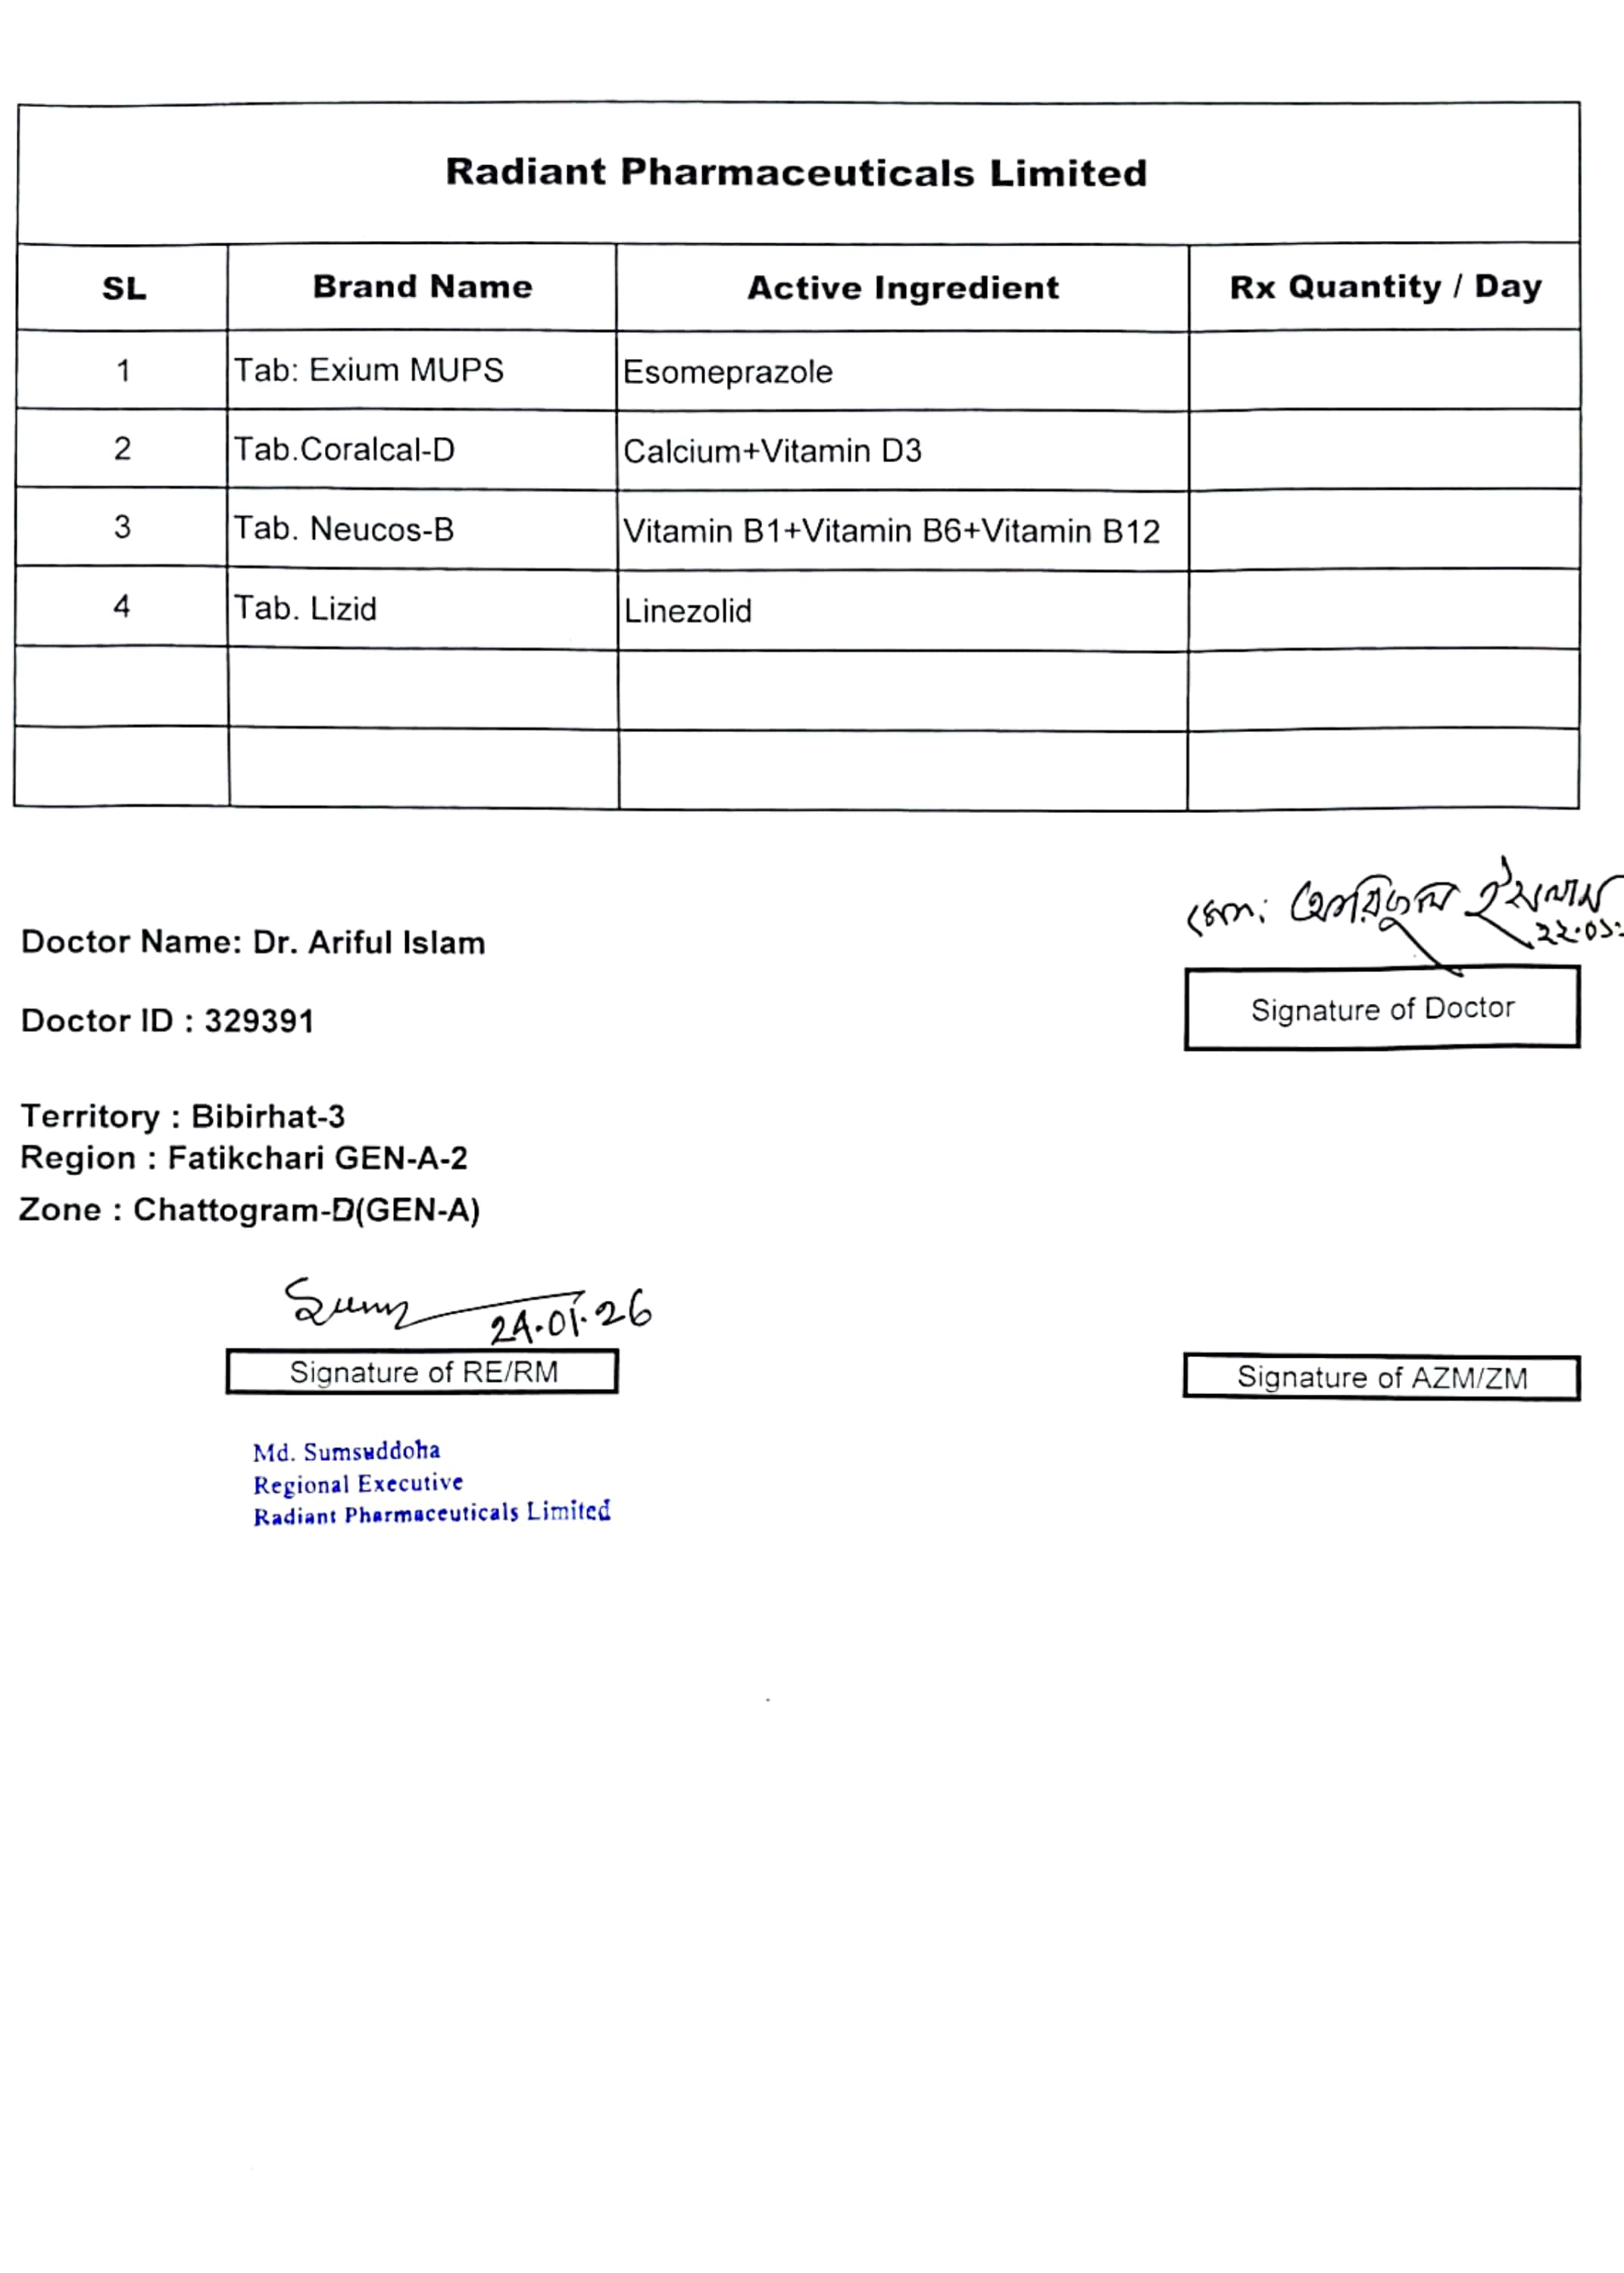 Radiant Pharmaceuticals Limited
SL Brand Name Active Ingredient Rx Quantity / Day
1 Tab: Exium MUPS Esomeprazole
2 Tab.Coralcal-D Calcium+Vitamin D3
3 Tab. Neucos-B Vitamin B1+Vitamin B6+Vitamin B12
4 Tab. Lizid Linezolid
ইসলাম
২২.০১
Doctor Name: Dr. Ariful Islam
Signature of Doctor
Doctor ID : 329391
Territory : Bibirhat-3
Region : Fatikchari GEN-A-2
Zone : Chattogram-D(GEN-A)
24.01.26
Signature of RE/RM
Signature of AZM/ZM
Md. Sumsuddoha
Regional Executive
Radiant Pharmaceuticals Limited